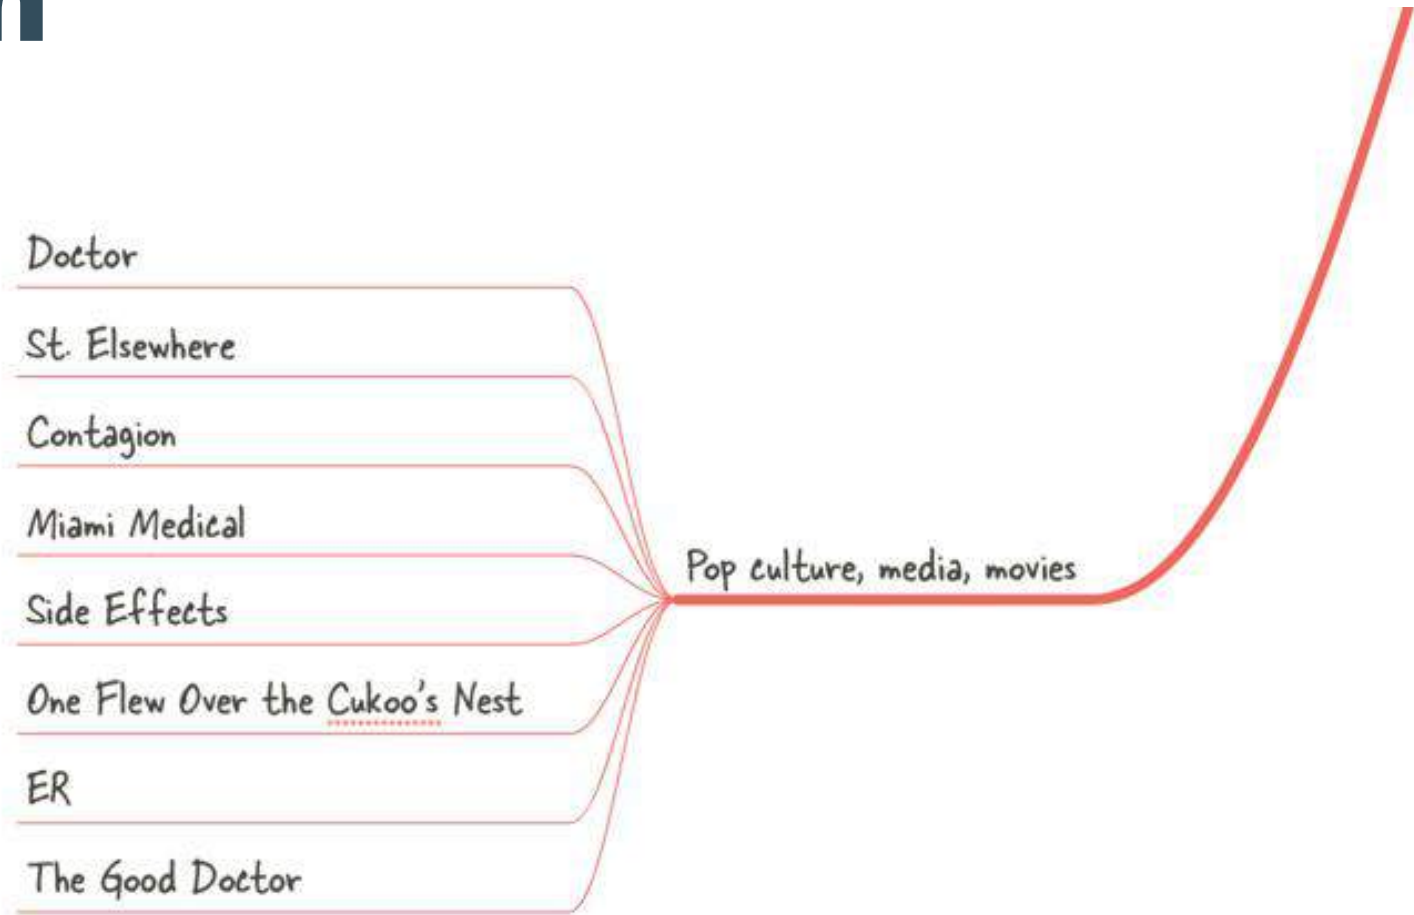 Doctor
St. Elsewhere
Contagion
Miami Medical
Pop culture, media, movies
Side Effects
One Flew Over the Cukoo's Nest
ER
The Good Doctor